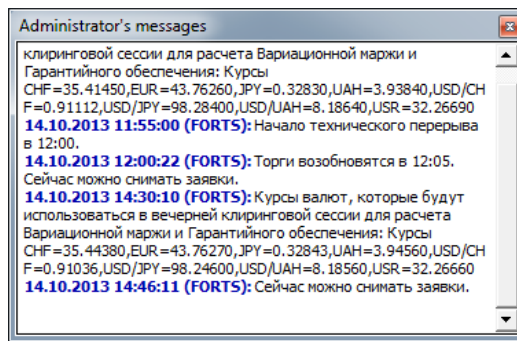 Administrator's messages
клиринговой сессии для расчета Вариационной маржи и
Гарантийного обеспечения: Курсы
CHF=35.41450,EUR=43.76260,JPY=0.32830,UAH=3.93840,USD/CH
F=0.91112,USD/JPY=98.28400,USD/UAH=8.18640,USR=32.26690
14.10.2013 11:55:00 (FORTS): Начало технического перерыва
в 12:00.
14.10.2013 12:00:22 (FORTS): Торги возобновятся в 12:05.
Сейчас можно снимать заявки.
14.10.2013 14:30:10 (FORTS): Курсы валют, которые будут
использоваться в вечерней клиринговой сессии для расчета
Вариационной маржи и Гарантийного обеспечения: Курсы
CHF=35.44380,EUR=43.76270,JPY=0.32843,UAH=3.94560,USD/CH
F=0.91036,USD/JPY=98.24600,USD/UAH=8.18560,USR=32.26660
14.10.2013 14:46:11 (FORTS): Сейчас можно снимать заявки.